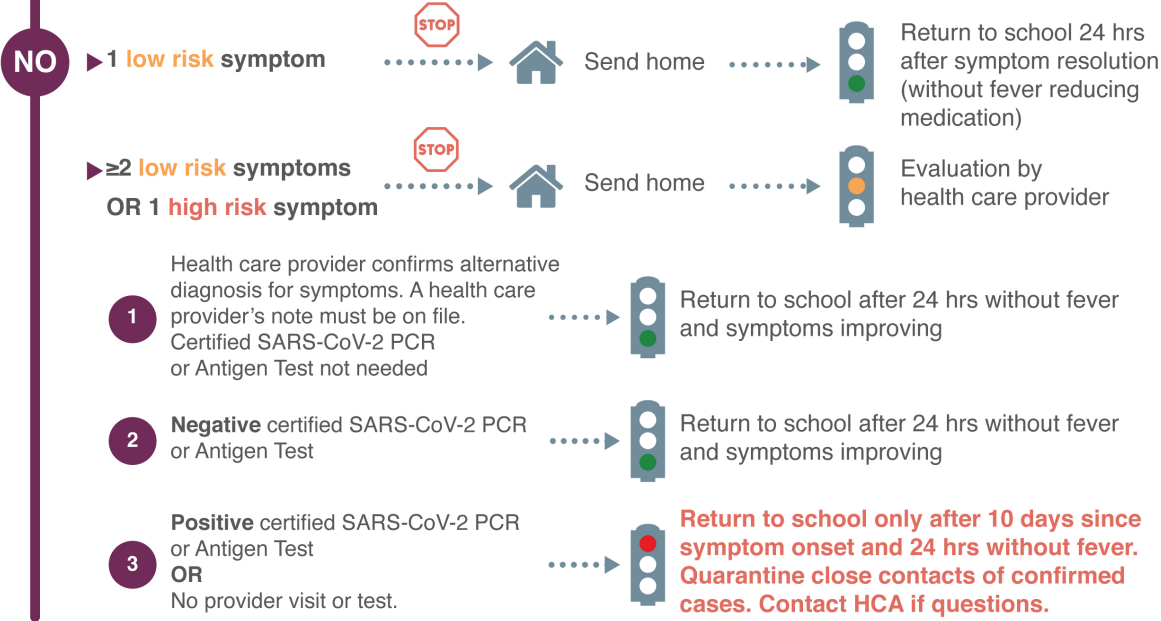 NO
1 low risk symptom
STOP
Send home
Return to school 24 hrs
after symptom resolution
(without fever reducing
medication)
≥2 low risk symptoms
OR 1 high risk symptom
STOP
Send home
Evaluation by
health care provider
1
Health care provider confirms alternative
diagnosis for symptoms. A health care
provider's note must be on file.
Certified SARS-CoV-2 PCR
or Antigen Test not needed
Return to school after 24 hrs without fever
and symptoms improving
2
Negative certified SARS-CoV-2 PCR
or Antigen Test
Return to school after 24 hrs without fever
and symptoms improving
3
Positive certified SARS-CoV-2 PCR
or Antigen Test
OR
No provider visit or test.
Return to school only after 10 days since
symptom onset and 24 hrs without fever.
Quarantine close contacts of confirmed
cases. Contact HCA if questions.